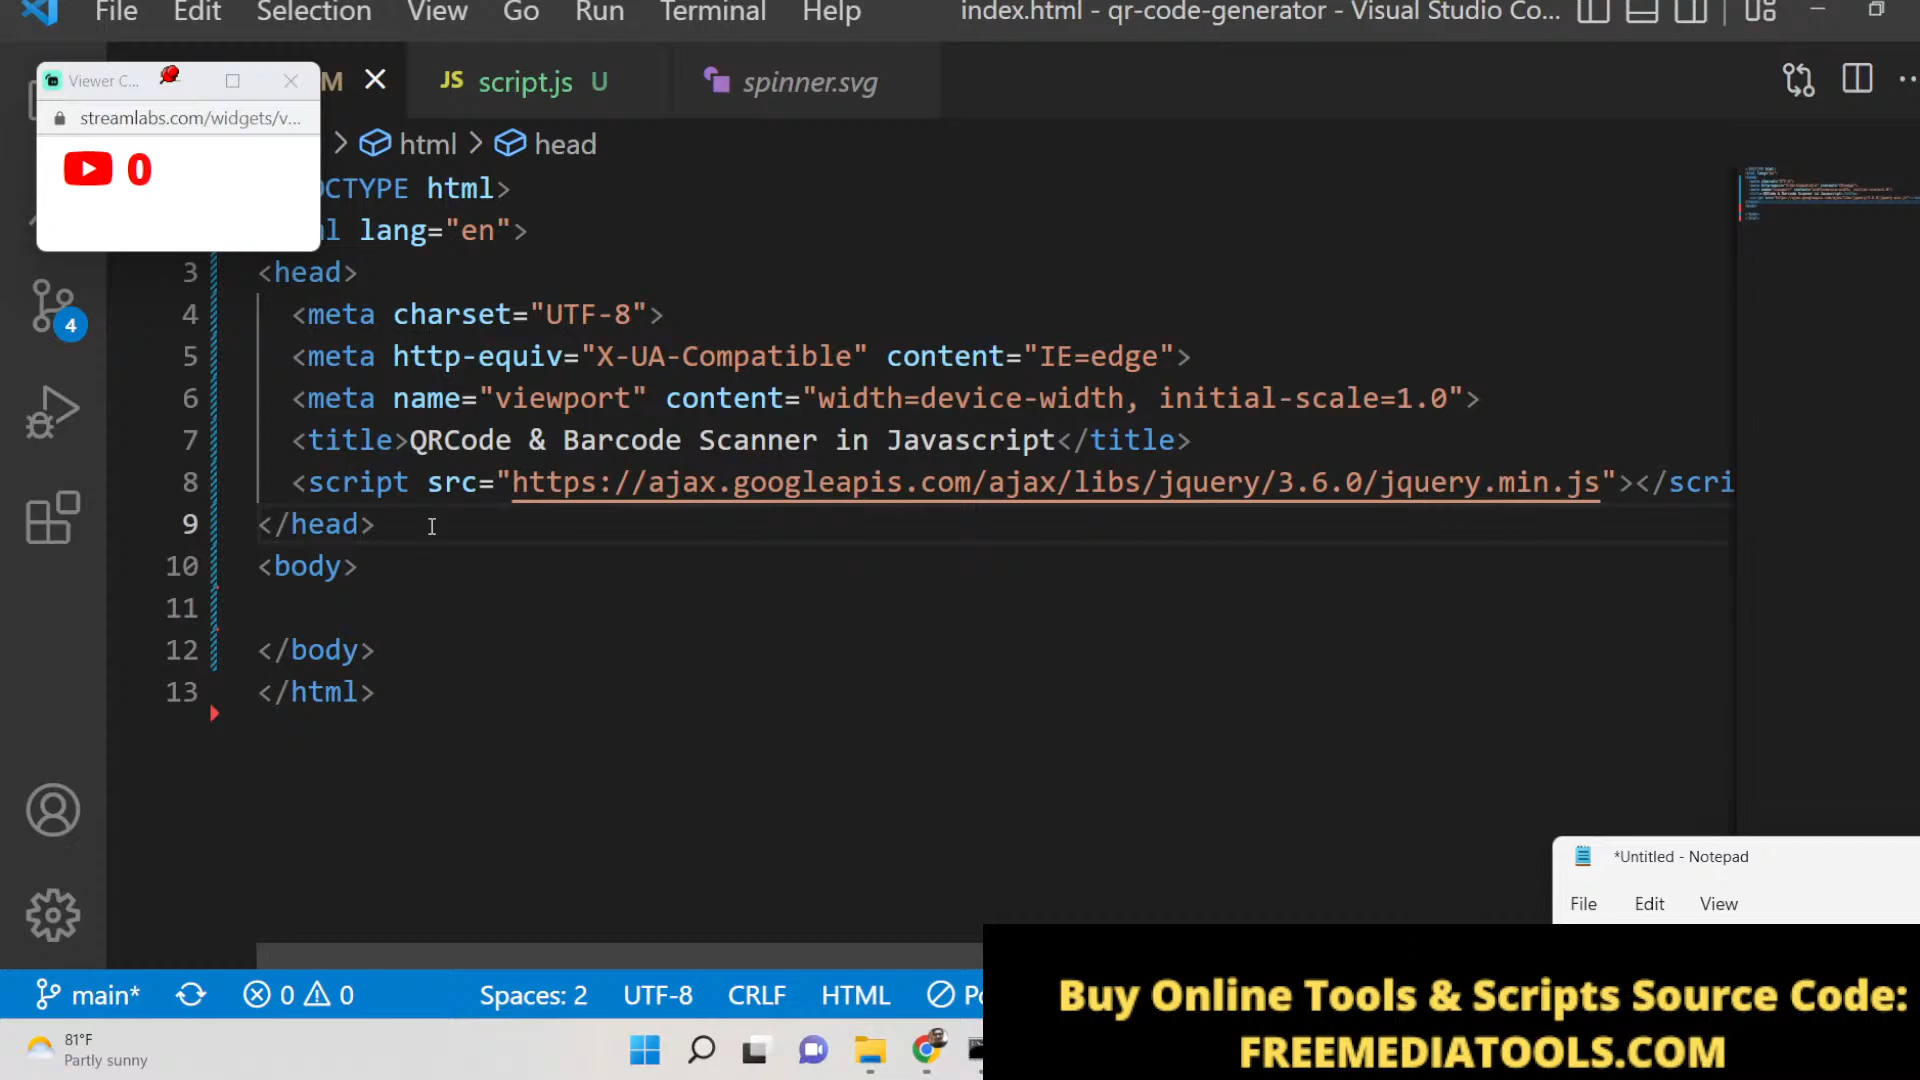 File Edit Selection View Go Run Terminal Help index.html - qr-code-generator - Visual Studio Co...
Viewer C...
M
JS script.js U
spinner.svg
streamlabs.com/widgets/v...
0
html > head
OCTYPE html>
ml lang="en">
3 <head>
4 <meta charset="UTF-8">
5 <meta http-equiv="X-UA-Compatible" content="IE=edge">
6 <meta name="viewport" content="width=device-width, initial-scale=1.0">
7 <title>QRCode & Barcode Scanner in Javascript</title>
8 <script src="https://ajax.googleapis.com/ajax/libs/jquery/3.6.0/jquery.min.js"></scri
9 </head>
10 <body>
11
12 </body>
13 </html>
4
*Untitled - Notepad
File Edit View
main* 0 0 Spaces: 2 UTF-8 CRLF HTML
Buy Online Tools & Scripts Source Code:
FREEMEDIATOOLS.COM
81°F
Partly sunny